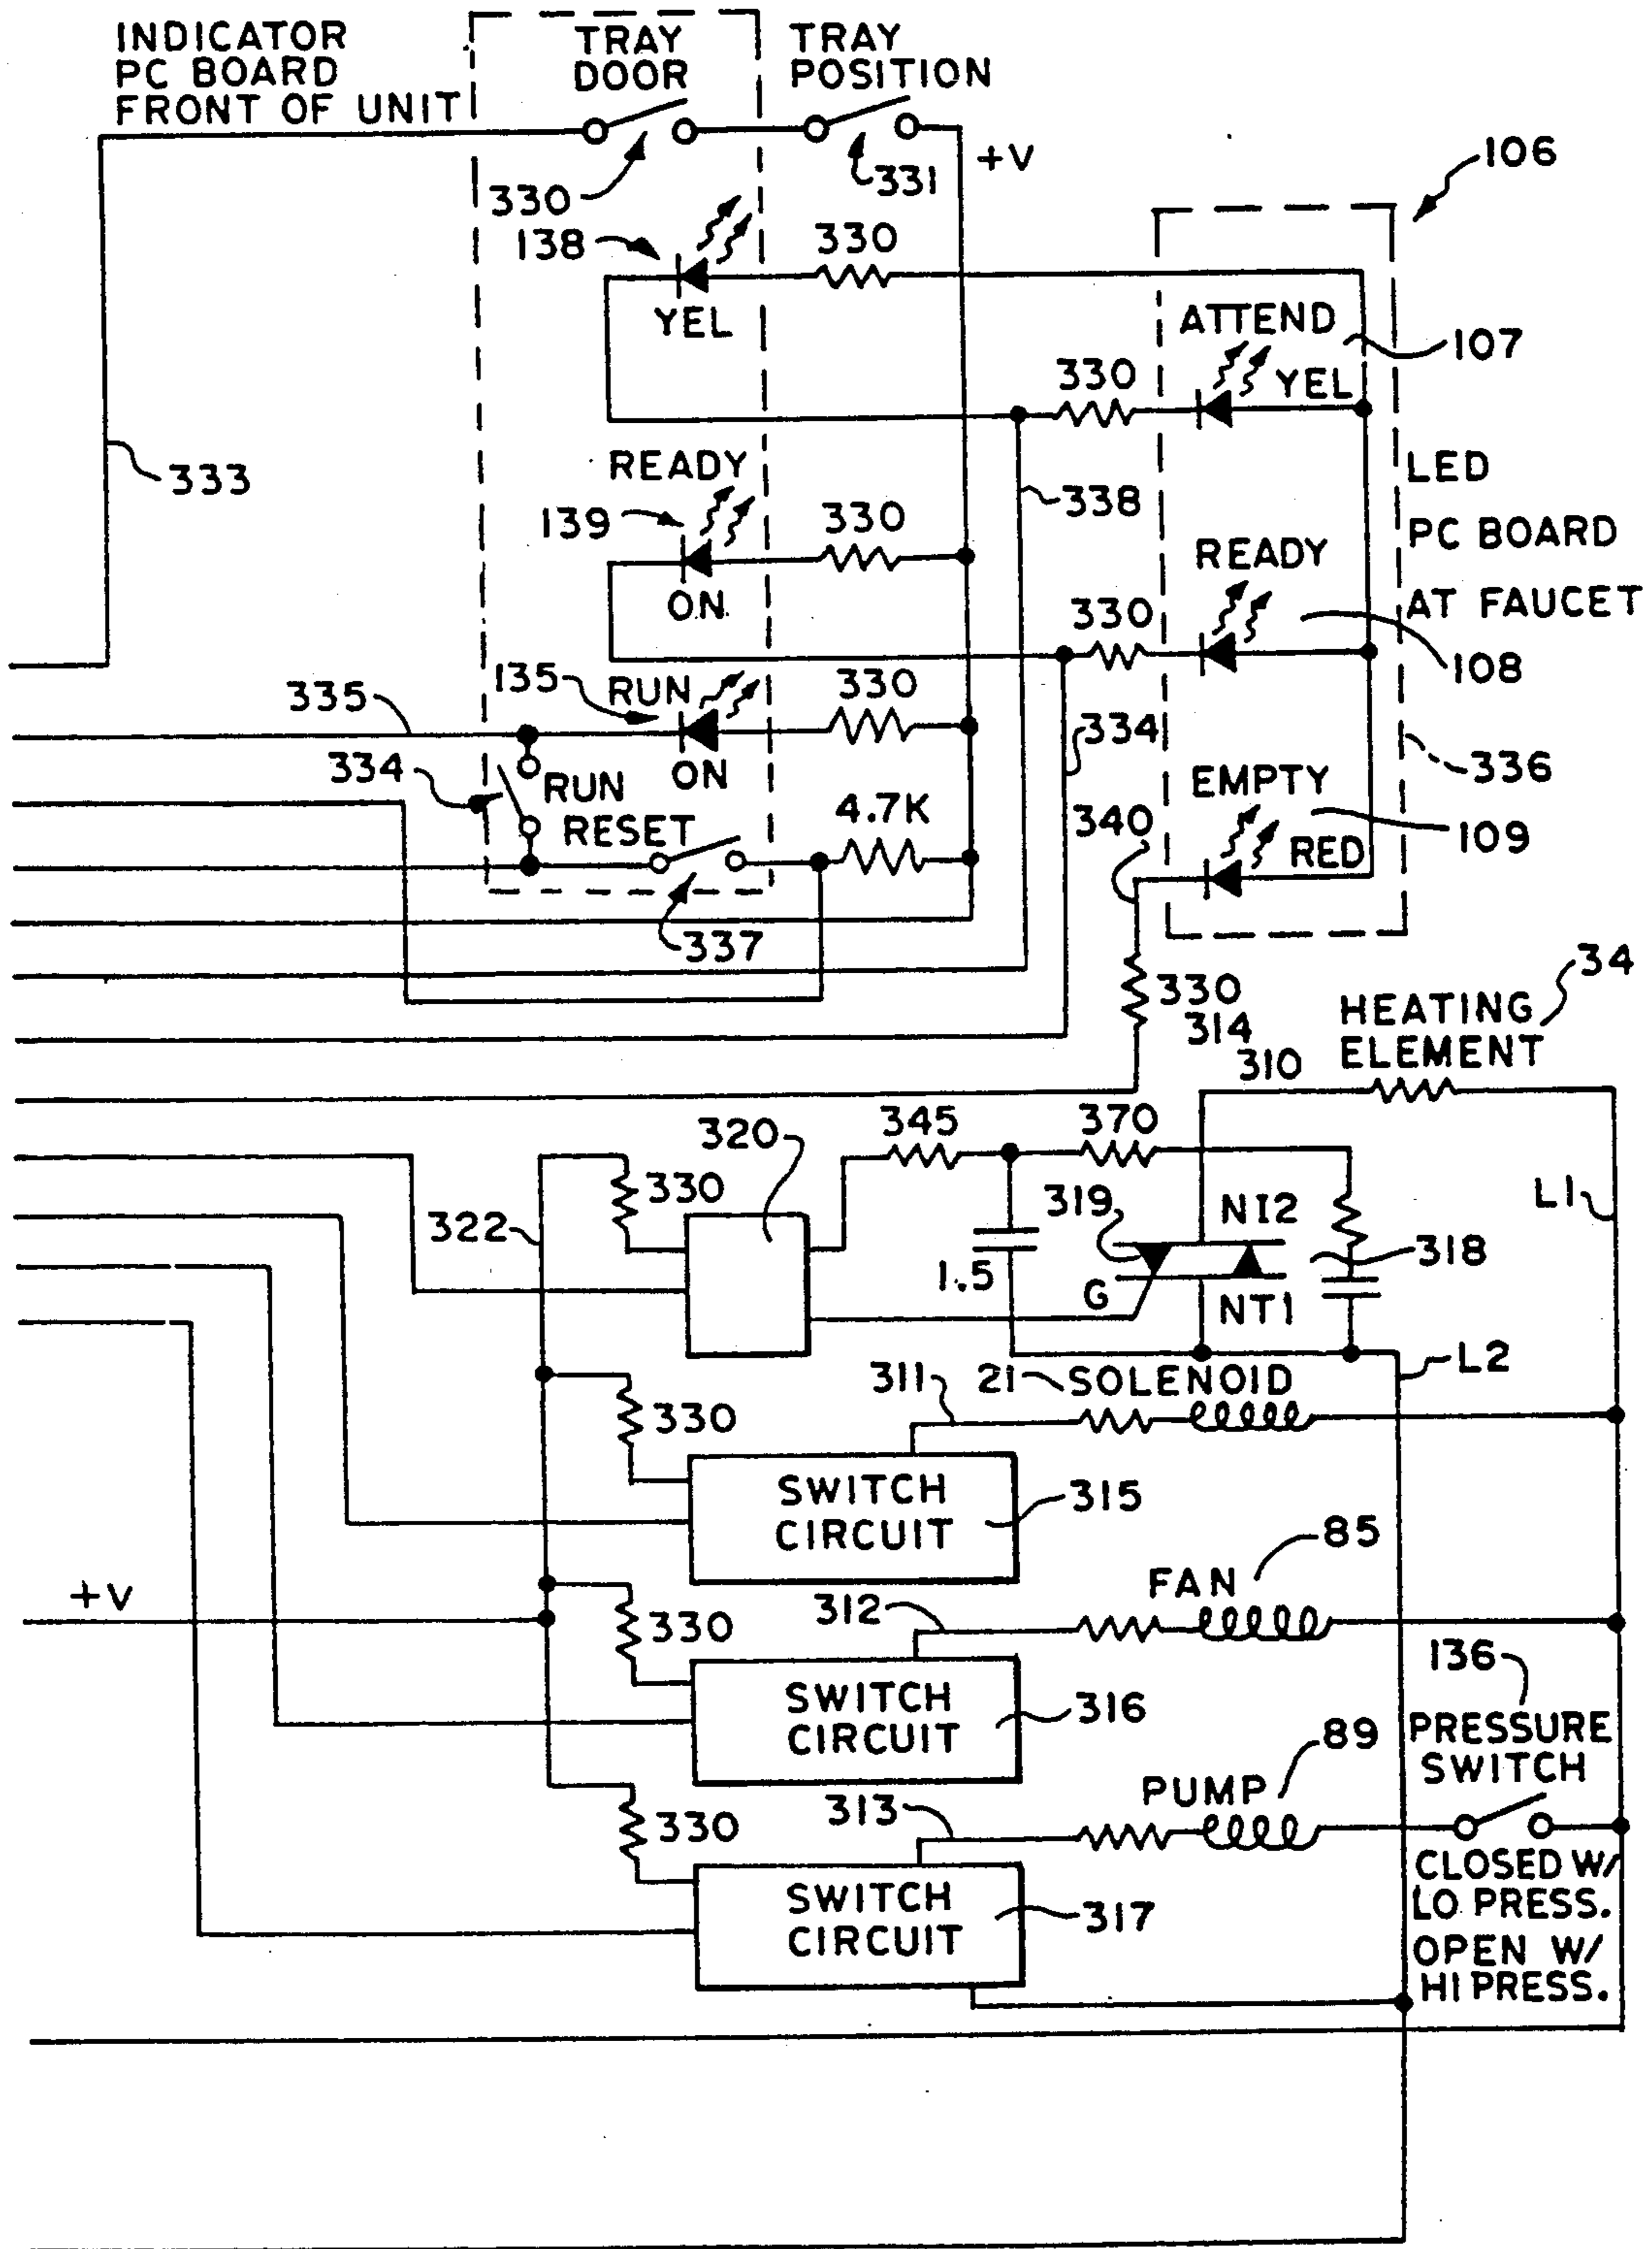 INDICATOR
PC BOARD
FRONT OF UNIT
TRAY
DOOR
TRAY
POSITION
330
331
+V
106
138
YEL
330
ATTEND
107
330
YEL
333
READY
139
330
ON
338
LED
PC BOARD
AT FAUCET
READY
330
108
335
135
RUN
330
334
ON
334
RUN
336
RESET
4.7K
340
EMPTY
109
RED
337
330
314
34
HEATING
ELEMENT
310
320
345
370
330
322
319
NI2
L1
318
1.5
G
NT1
L2
311
21
SOLENOID
330
SWITCH
CIRCUIT
315
85
FAN
+V
312
330
136
SWITCH
CIRCUIT
316
PRESSURE
SWITCH
89
PUMP
313
330
CLOSED W/
LO PRESS.
OPEN W/
HI PRESS.
SWITCH
CIRCUIT
317